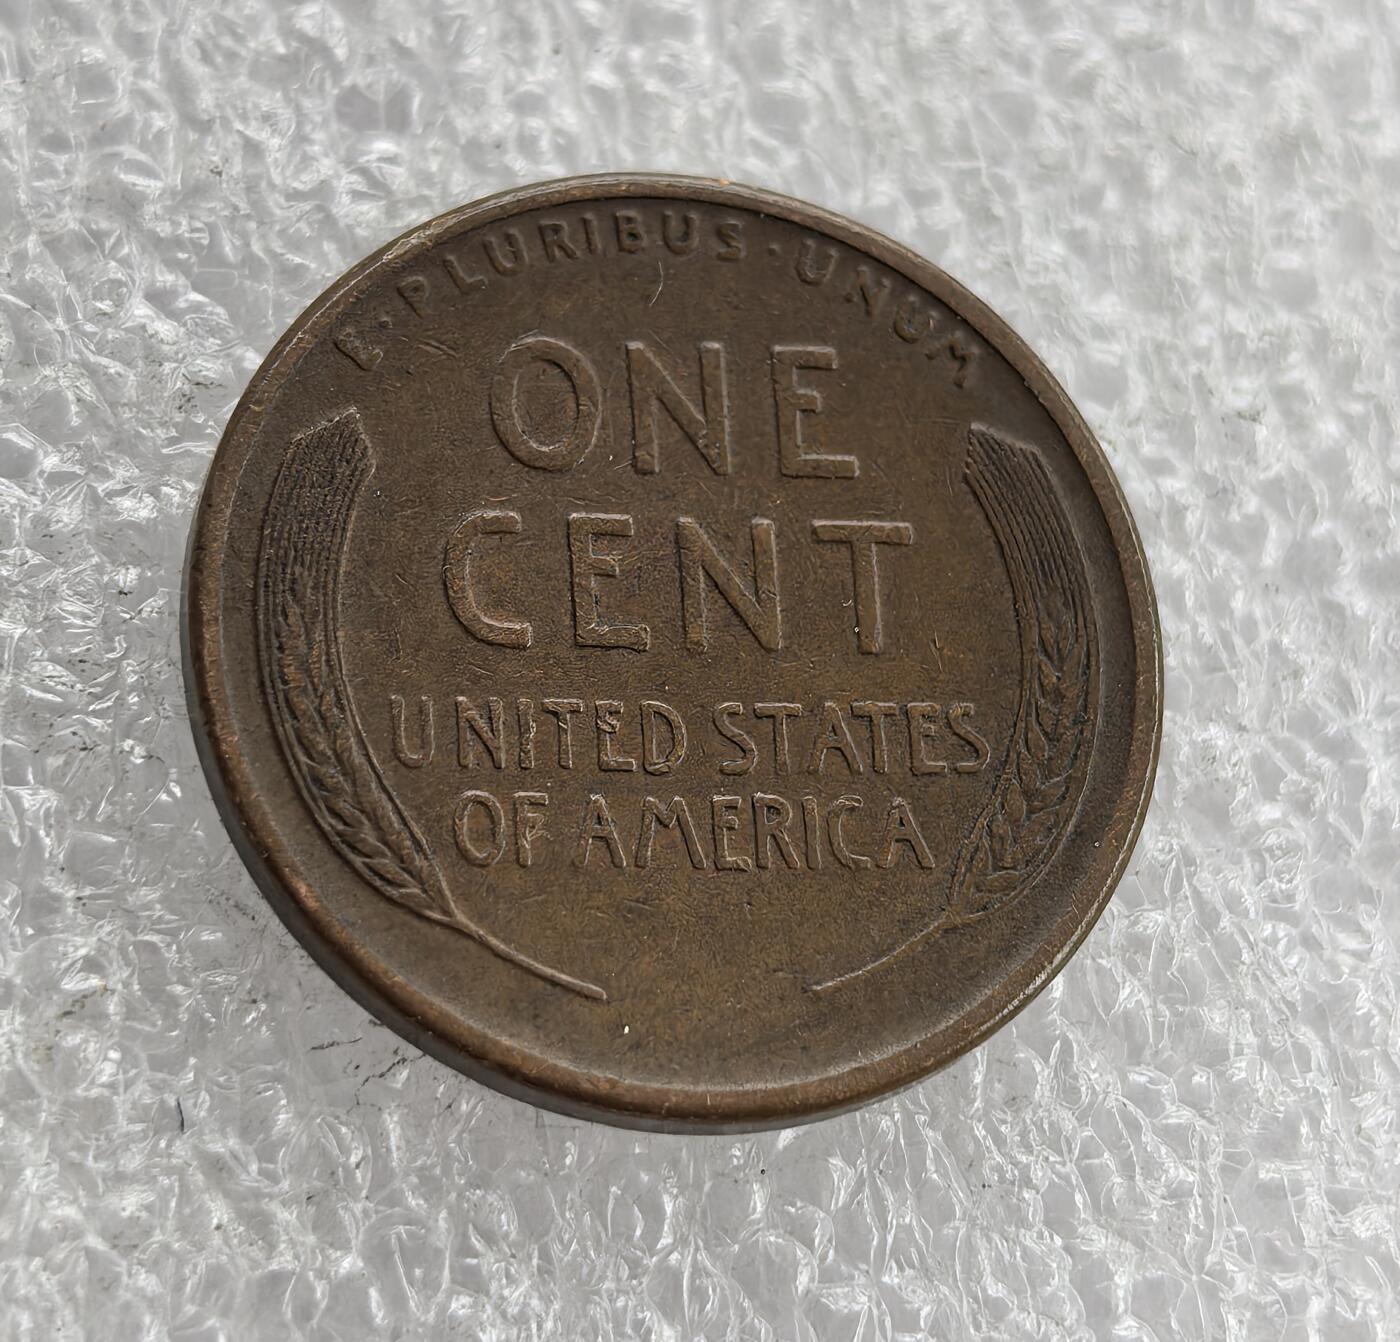 E·PLURIBUS·UNUM
ONE
CENT
UNITED STATES
OF AMERICA